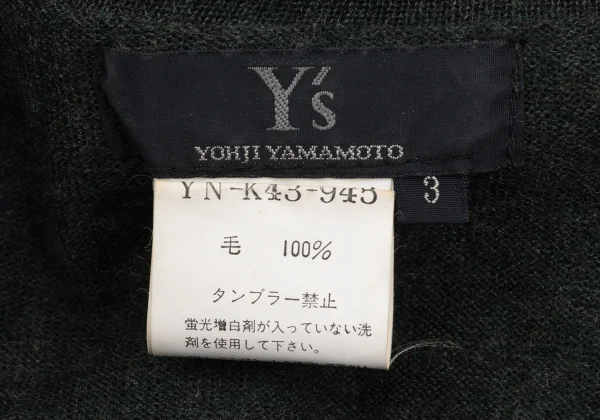 Y's
YOHJI YAMAMOTO
3
YN-K43-945
毛 100%
タンブラー禁止
蛍光増白剤が入っていない洗
剤を使用して下さい。